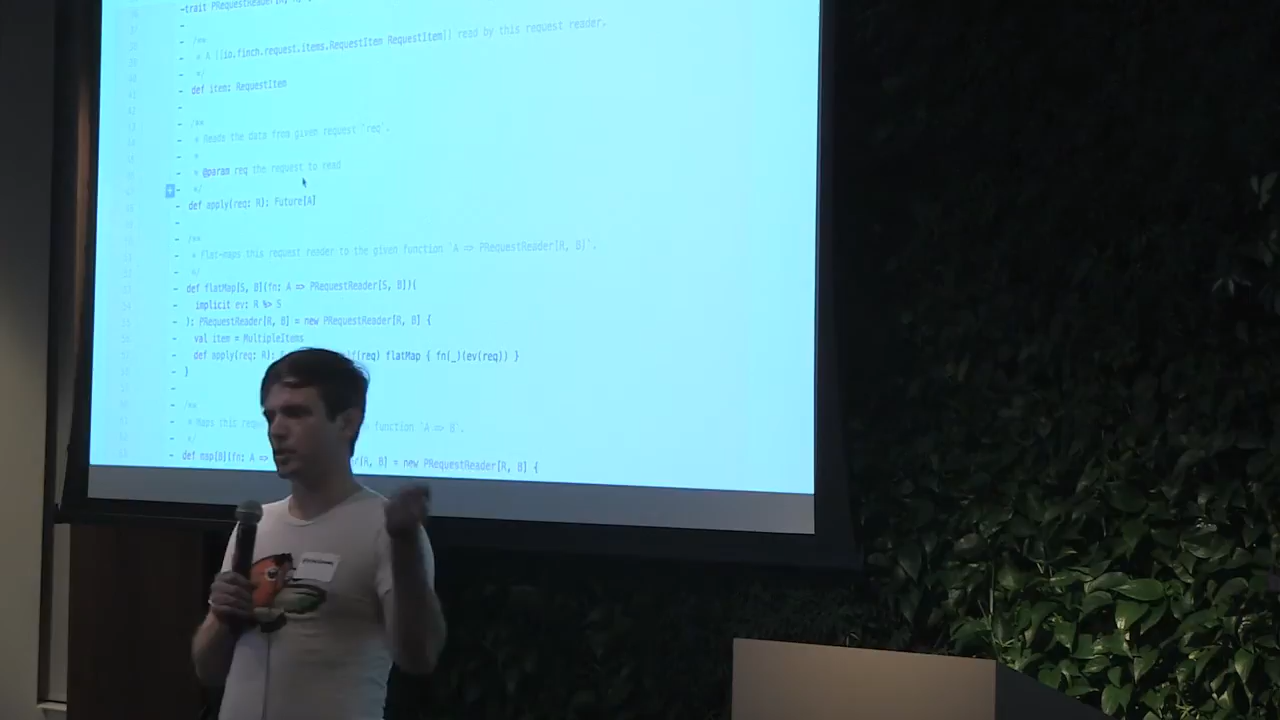 -trait PRequestReader[R,
- /**
- * A [[io.finch.request.items.RequestItem RequestItem]] read by this request reader.
- */
- def item: RequestItem
-
- /**
- * Reads the data from given request `req`.
- *
- * @param req the request to read
- */
- def apply(req: R): Future[A]
- /**
- * Flat-maps this request reader to the given function `A => PRequestReader[R, B]`.
- */
- def flatMap[S, B](fn: A => PRequestReader[S, B])(
- implicit ev: R %> S
- ): PRequestReader[R, B] = new PRequestReader[R, B] {
- val item = MultipleItems
- def apply(req: R): (req) flatMap { fn(_)(ev(req)) }
- }
-
- /**
- * Maps this function `A => B`.
- */
- def map[B](fn: A => [R, B] = new PRequestReader[R, B] {